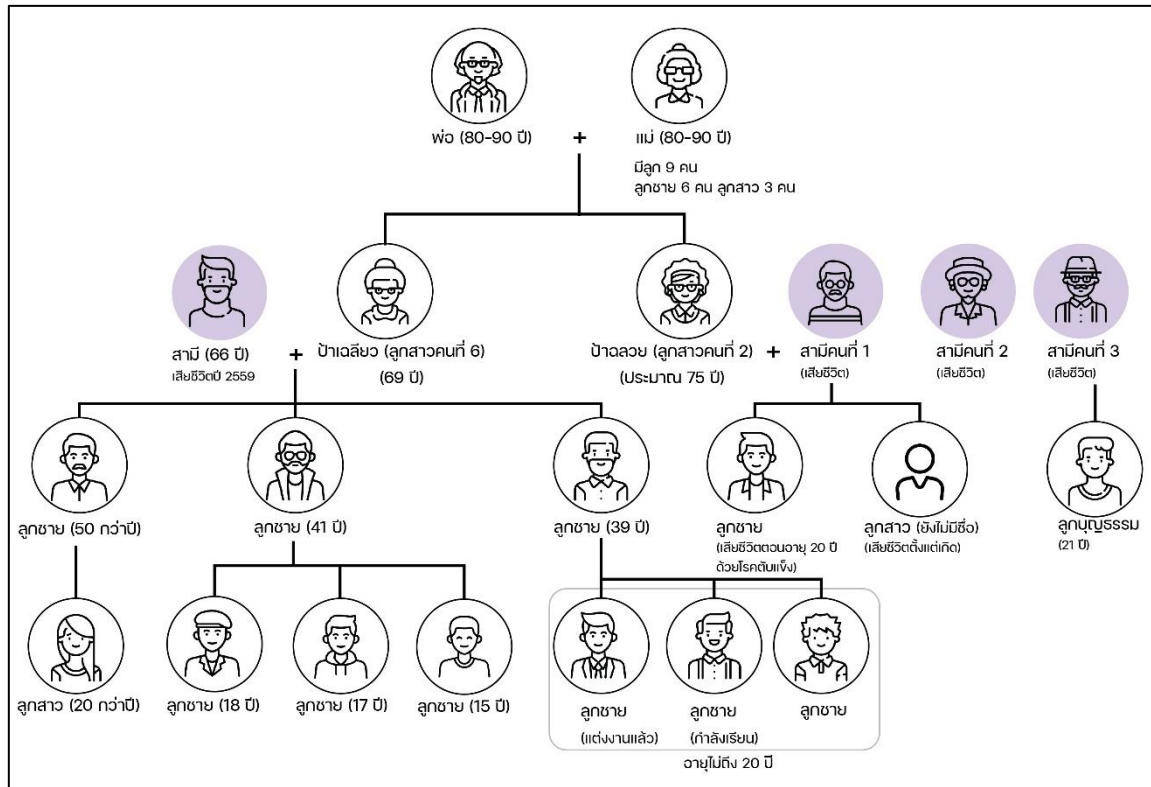 พ่อ (80-90 ปี)
+
แม่ (80-90 ปี)
มีลูก 9 คน
ลูกชาย 6 คน ลูกสาว 3 คน
สามี (66 ปี)
เสียชีวิตปี 2559
+
ป้าเฉลียว (ลูกสาวคนที่ 6)
(69 ปี)
ป้าฉลวย (ลูกสาวคนที่ 2)
(ประมาณ 75 ปี)
+
สามีคนที่ 1
(เสียชีวิต)
สามีคนที่ 2
(เสียชีวิต)
สามีคนที่ 3
(เสียชีวิต)
ลูกชาย (50 กว่าปี)
ลูกชาย (41 ปี)
ลูกชาย (39 ปี)
ลูกชาย
(เสียชีวิตตอนอายุ 20 ปี
ด้วยโรคตับแข็ง)
ลูกสาว (ยังไม่มีชื่อ)
(เสียชีวิตตั้งแต่เกิด)
ลูกบุญธรรม
(21 ปี)
ลูกสาว (20 กว่าปี)
ลูกชาย (18 ปี)
ลูกชาย (17 ปี)
ลูกชาย (15 ปี)
ลูกชาย
(แต่งงานแล้ว)
ลูกชาย
(กำลังเรียน)
ลูกชาย
อายุไม่ถึง 20 ปี